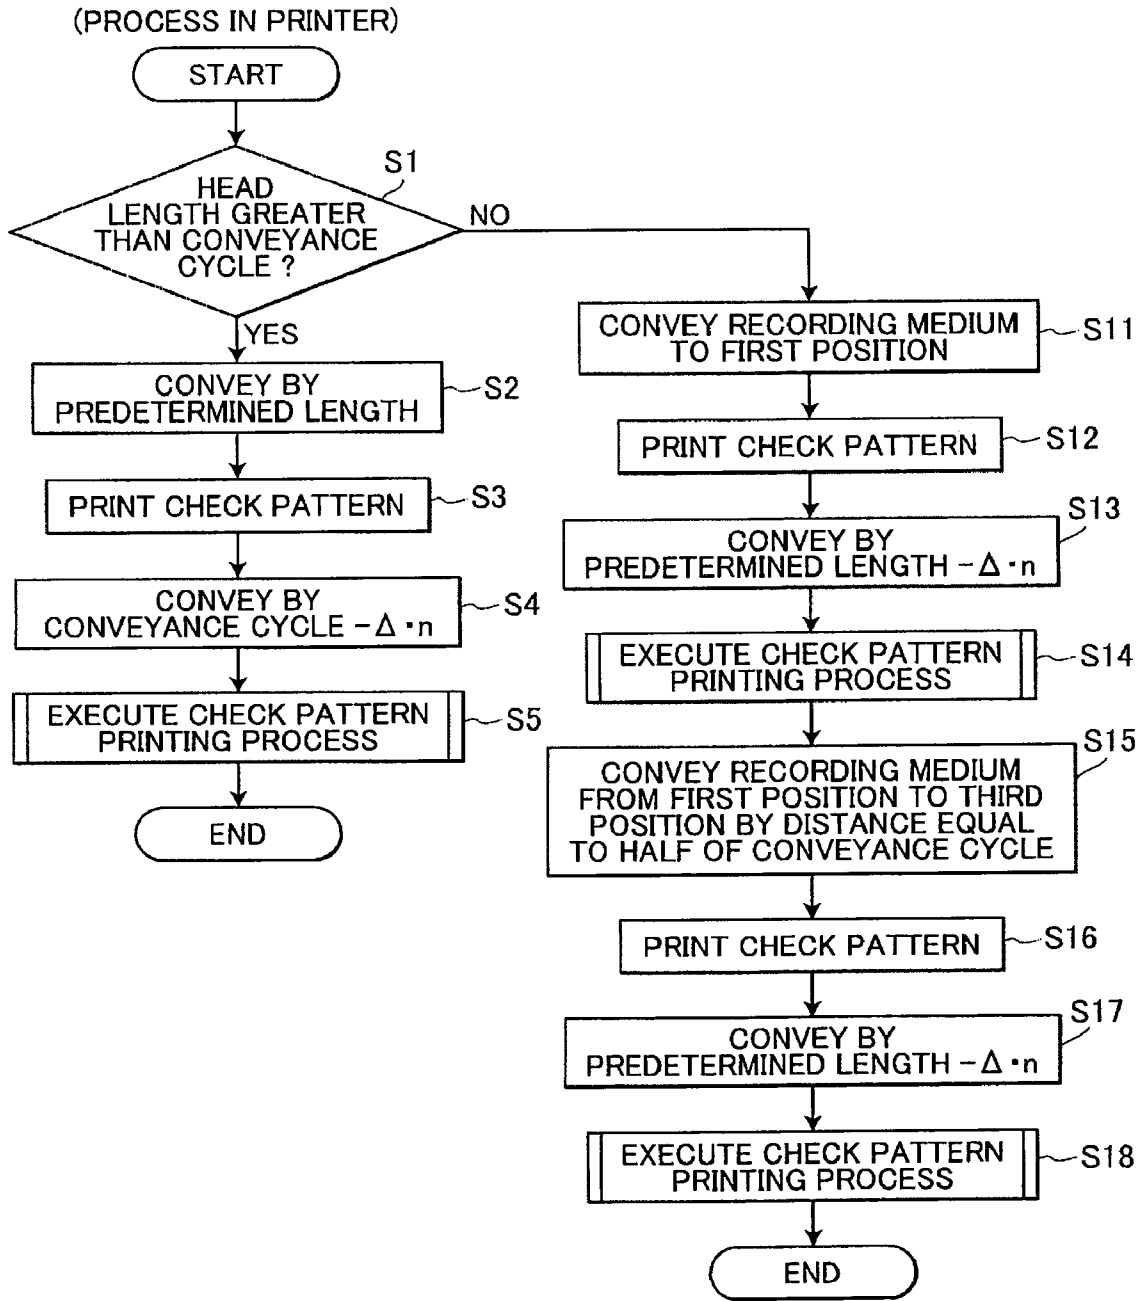 (PROCESS IN PRINTER)
START
S1
HEAD
LENGTH GREATER
THAN CONVEYANCE
CYCLE ?
NO
YES
CONVEY BY
PREDETERMINED LENGTH
S2
PRINT CHECK PATTERN
S3
CONVEY BY
CONVEYANCE CYCLE -Δ・n
S4
EXECUTE CHECK PATTERN
PRINTING PROCESS
S5
END
CONVEY RECORDING MEDIUM
TO FIRST POSITION
S11
PRINT CHECK PATTERN
S12
CONVEY BY
PREDETERMINED LENGTH -Δ・n
S13
EXECUTE CHECK PATTERN
PRINTING PROCESS
S14
CONVEY RECORDING MEDIUM
FROM FIRST POSITION TO THIRD
POSITION BY DISTANCE EQUAL
TO HALF OF CONVEYANCE CYCLE
S15
PRINT CHECK PATTERN
S16
CONVEY BY
PREDETERMINED LENGTH -Δ・n
S17
EXECUTE CHECK PATTERN
PRINTING PROCESS
S18
END